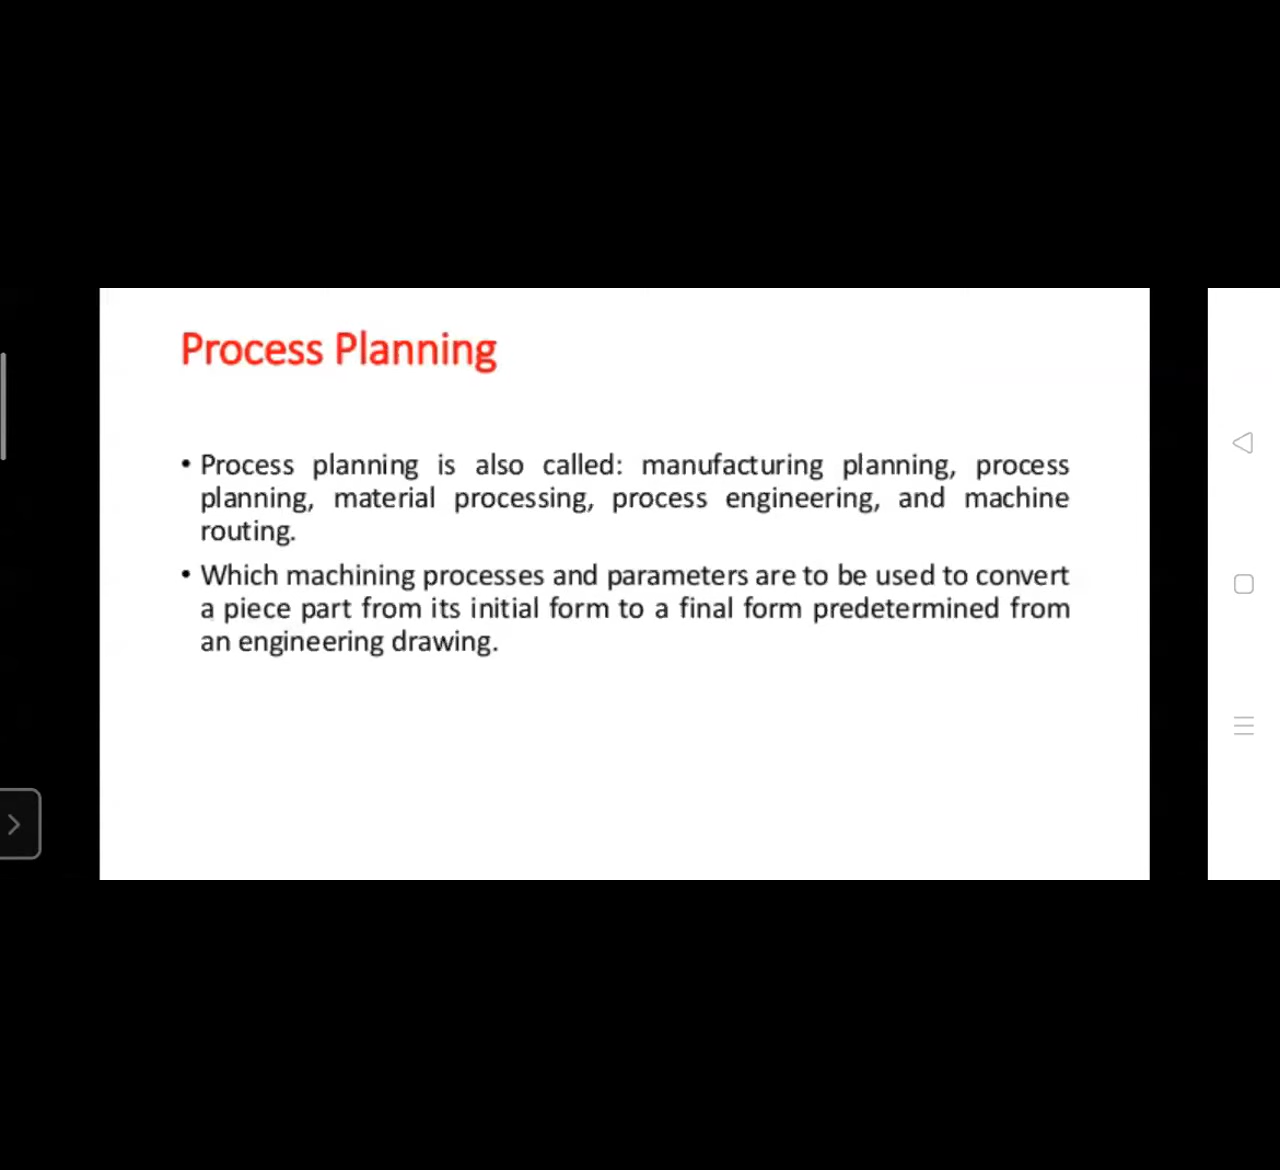 Process Planning
• Process planning is also called: manufacturing planning, process
planning, material processing, process engineering, and machine
routing.
• Which machining processes and parameters are to be used to convert
a piece part from its initial form to a final form predetermined from
an engineering drawing.